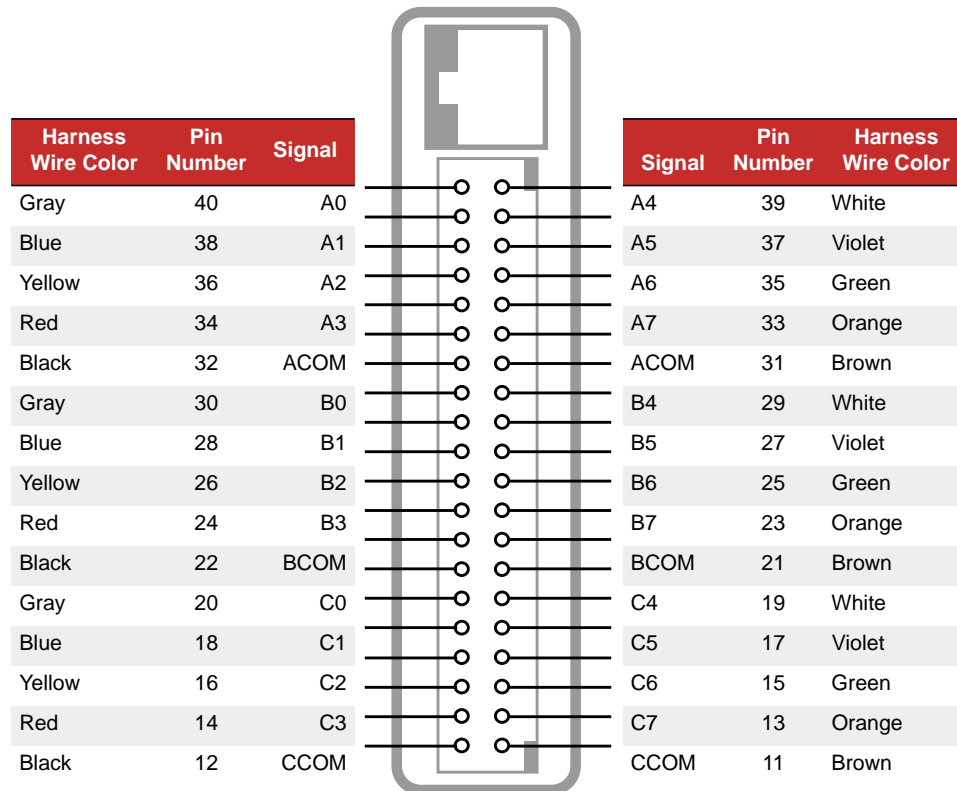 Harness Wire Color Pin Number Signal
Gray 40 A0
Blue 38 A1
Yellow 36 A2
Red 34 A3
Black 32 ACOM
Gray 30 B0
Blue 28 B1
Yellow 26 B2
Red 24 B3
Black 22 BCOM
Gray 20 C0
Blue 18 C1
Yellow 16 C2
Red 14 C3
Black 12 CCOM
Signal Pin Number Harness Wire Color
A4 39 White
A5 37 Violet
A6 35 Green
A7 33 Orange
ACOM 31 Brown
B4 29 White
B5 27 Violet
B6 25 Green
B7 23 Orange
BCOM 21 Brown
C4 19 White
C5 17 Violet
C6 15 Green
C7 13 Orange
CCOM 11 Brown